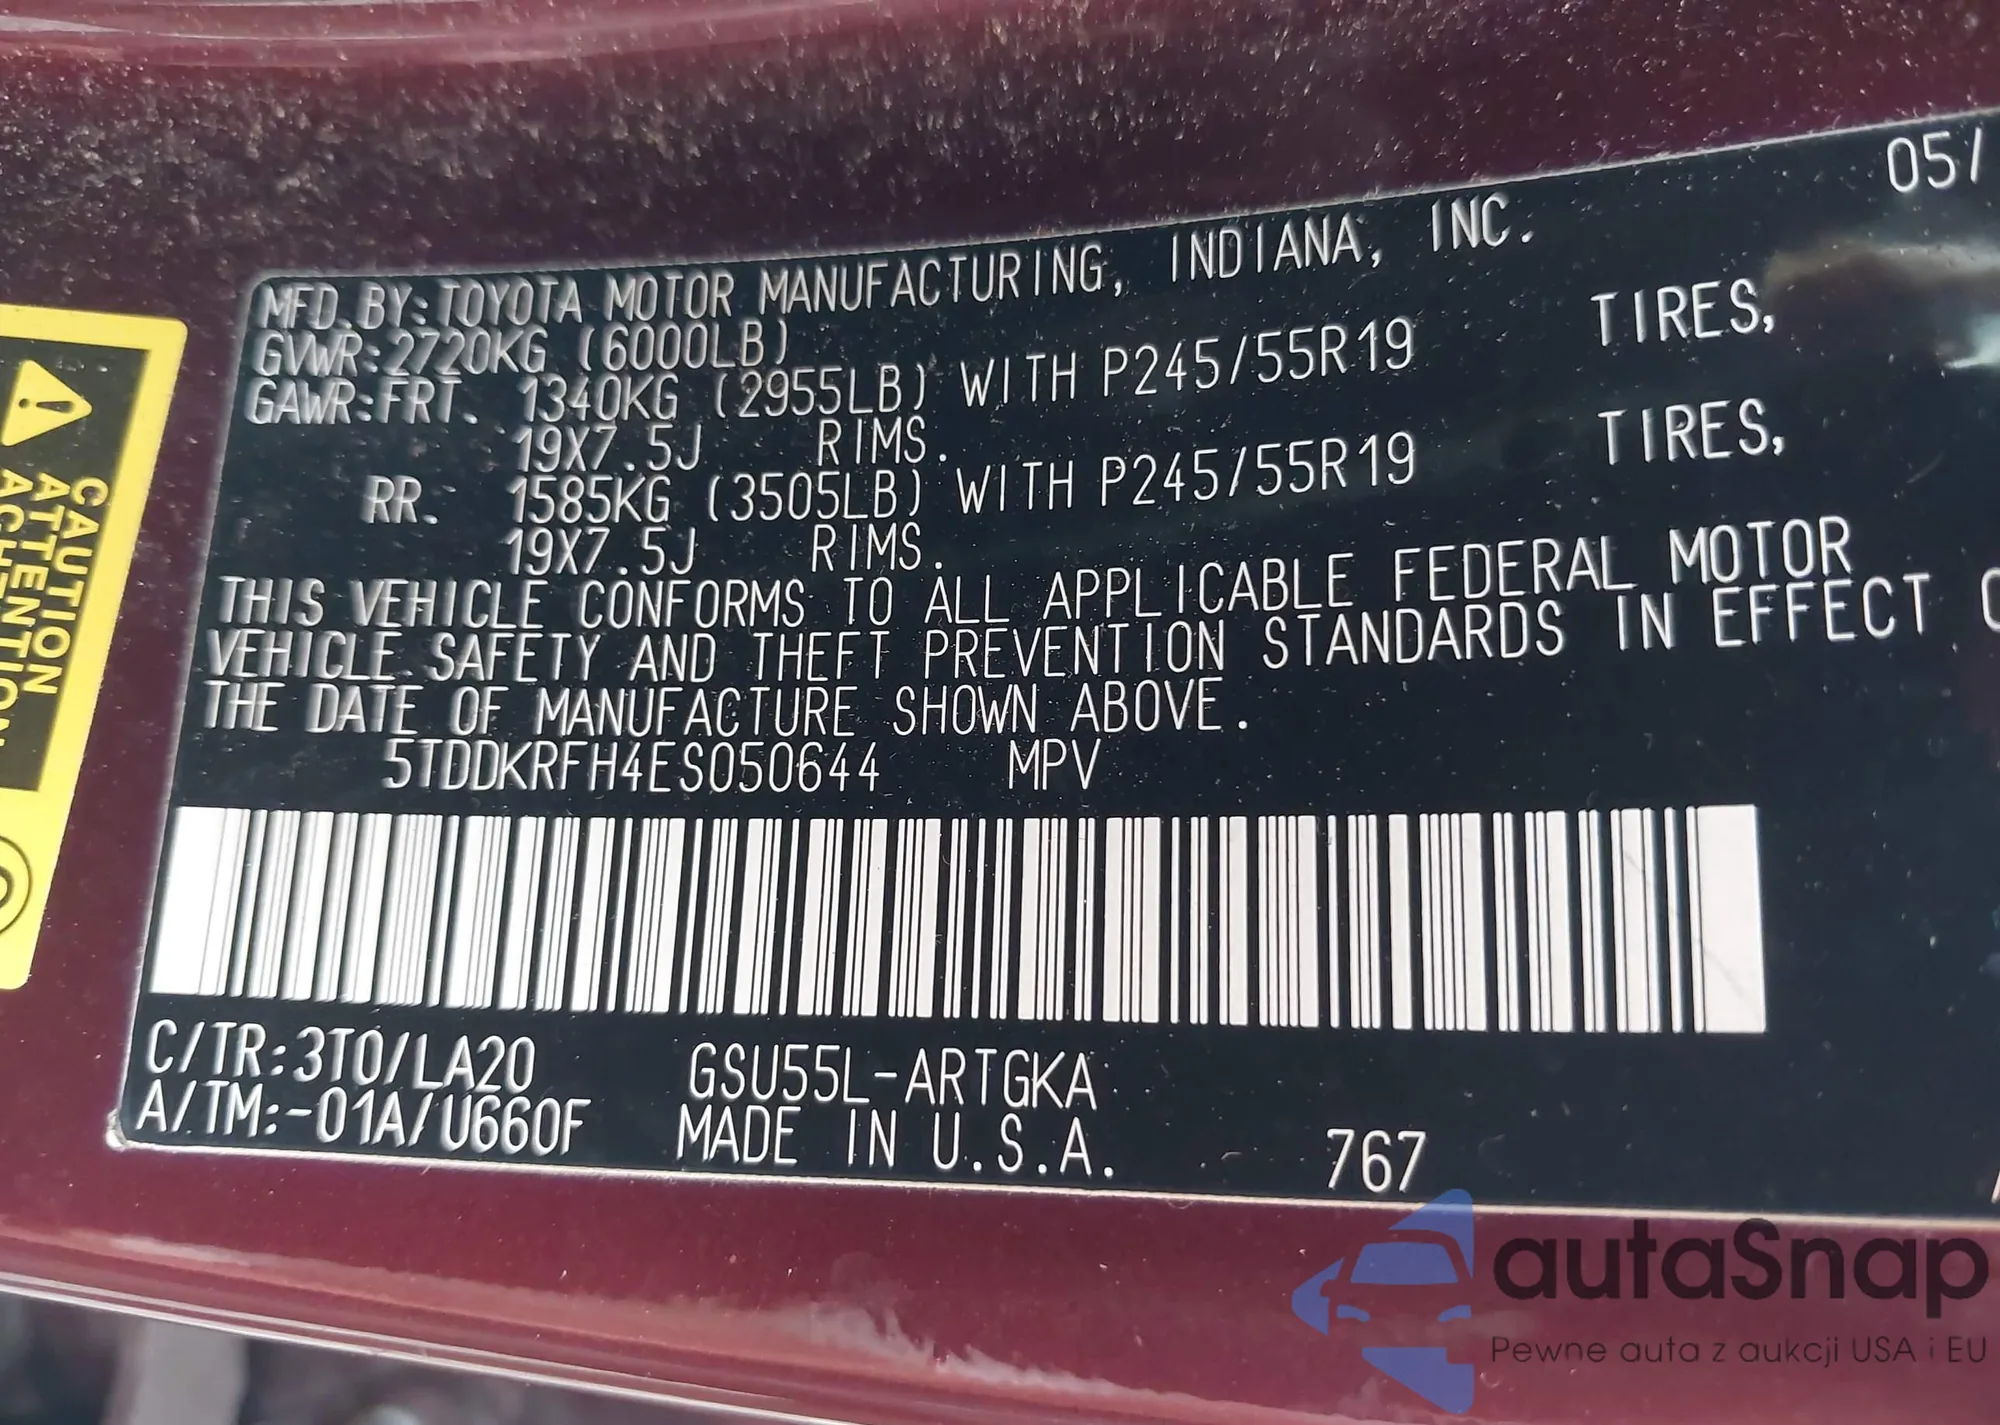 05/
MFD. BY: TOYOTA MOTOR MANUFACTURING, INDIANA, INC.
GVWR: 2720KG (6000LB)
GAWR: FRT. 1340KG (2955LB) WITH P245/55R19 TIRES,
19X7.5J RIMS.
RR. 1585KG (3505LB) WITH P245/55R19 TIRES,
19X7.5J RIMS.
THIS VEHICLE CONFORMS TO ALL APPLICABLE FEDERAL MOTOR
VEHICLE SAFETY AND THEFT PREVENTION STANDARDS IN EFFECT
THE DATE OF MANUFACTURE SHOWN ABOVE.
5TDDKRFH4ES050644 MPV
C/TR: 3T0/LA20 GSU55L-ARTGKA
A/TM: -01A/U660F MADE IN U.S.A. 767
CAUTION
ATTENTION
ACHTUNG
autaSnap
Pewne auta z aukcji USA i EU